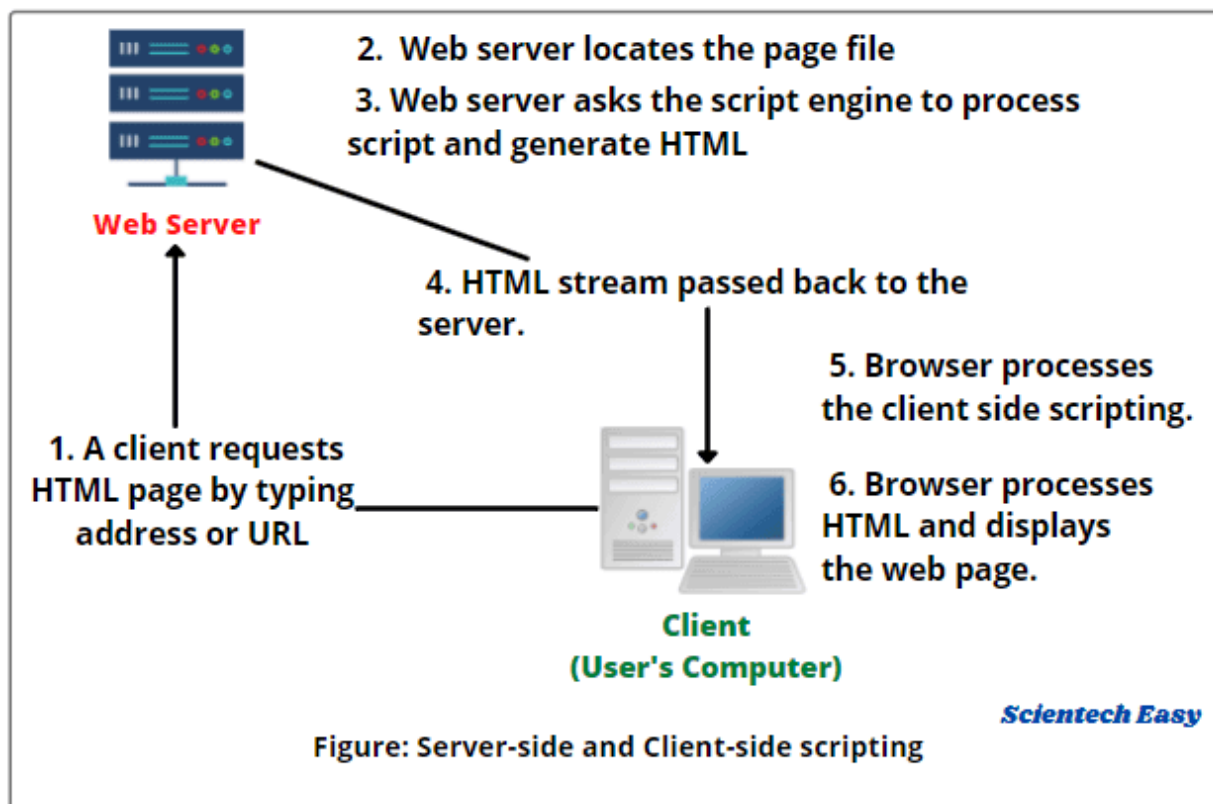 2. Web server locates the page file
3. Web server asks the script engine to process
script and generate HTML
Web Server
4. HTML stream passed back to the
server.
5. Browser processes
the client side scripting.
1. A client requests
HTML page by typing
address or URL
6. Browser processes
HTML and displays
the web page.
Client
(User's Computer)
Scientech Easy
Figure: Server-side and Client-side scripting